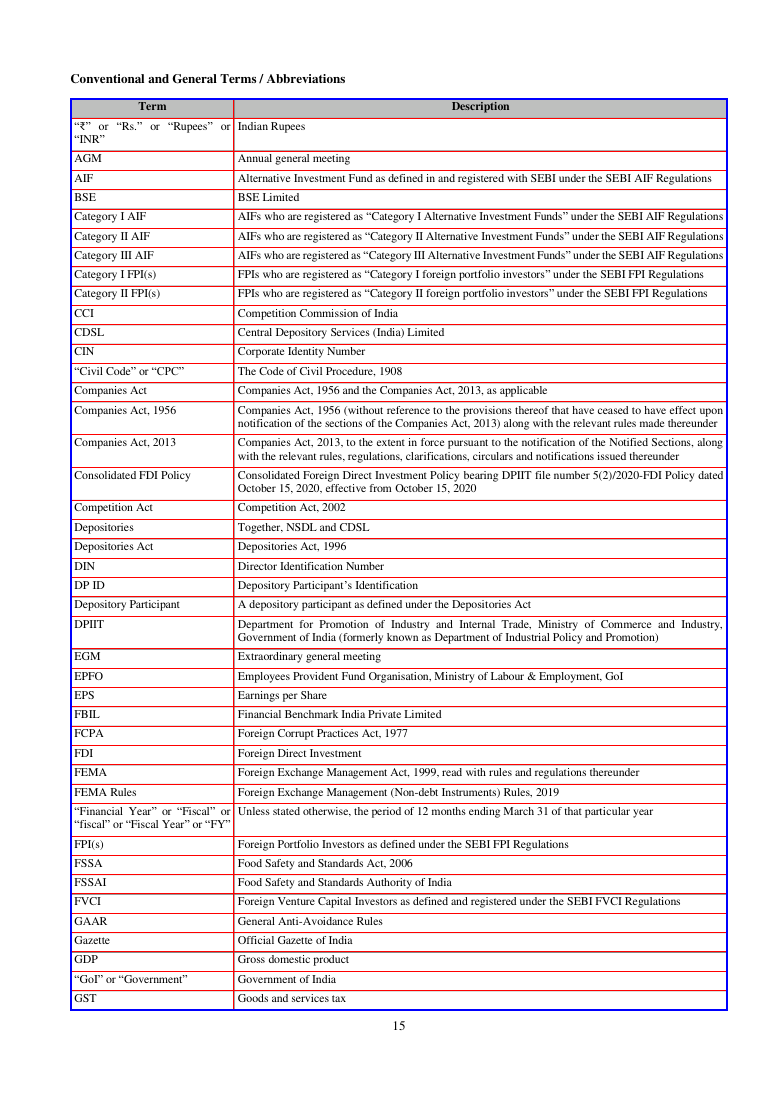 Conventional and General Terms / Abbreviations
Term Description
“₹” or “Rs.” or “Rupees” or Indian Rupees
“INR”
AGM Annual general meeting
AIF Alternative Investment Fund as defined in and registered with SEBI under the SEBI AIF Regulations
BSE BSE Limited
Category I AIF AIFs who are registered as “Category I Alternative Investment Funds” under the SEBI AIF Regulations
Category II AIF AIFs who are registered as “Category II Alternative Investment Funds” under the SEBI AIF Regulations
Category III AIF AIFs who are registered as “Category III Alternative Investment Funds” under the SEBI AIF Regulations
Category I FPI(s) FPIs who are registered as “Category I foreign portfolio investors” under the SEBI FPI Regulations
Category II FPI(s) FPIs who are registered as “Category II foreign portfolio investors” under the SEBI FPI Regulations
CCI Competition Commission of India
CDSL Central Depository Services (India) Limited
CIN Corporate Identity Number
“Civil Code” or “CPC” The Code of Civil Procedure, 1908
Companies Act Companies Act, 1956 and the Companies Act, 2013, as applicable
Companies Act, 1956 Companies Act, 1956 (without reference to the provisions thereof that have ceased to have effect upon
notification of the sections of the Companies Act, 2013) along with the relevant rules made thereunder
Companies Act, 2013 Companies Act, 2013, to the extent in force pursuant to the notification of the Notified Sections, along
with the relevant rules, regulations, clarifications, circulars and notifications issued thereunder
Consolidated FDI Policy Consolidated Foreign Direct Investment Policy bearing DPIIT file number 5(2)/2020-FDI Policy dated
October 15, 2020, effective from October 15, 2020
Competition Act Competition Act, 2002
Depositories Together, NSDL and CDSL
Depositories Act Depositories Act, 1996
DIN Director Identification Number
DP ID Depository Participant’s Identification
Depository Participant A depository participant as defined under the Depositories Act
DPIIT Department for Promotion of Industry and Internal Trade, Ministry of Commerce and Industry,
Government of India (formerly known as Department of Industrial Policy and Promotion)
EGM Extraordinary general meeting
EPFO Employees Provident Fund Organisation, Ministry of Labour & Employment, GoI
EPS Earnings per Share
FBIL Financial Benchmark India Private Limited
FCPA Foreign Corrupt Practices Act, 1977
FDI Foreign Direct Investment
FEMA Foreign Exchange Management Act, 1999, read with rules and regulations thereunder
FEMA Rules Foreign Exchange Management (Non-debt Instruments) Rules, 2019
“Financial Year” or “Fiscal” or Unless stated otherwise, the period of 12 months ending March 31 of that particular year
“fiscal” or “Fiscal Year” or “FY”
FPI(s) Foreign Portfolio Investors as defined under the SEBI FPI Regulations
FSSA Food Safety and Standards Act, 2006
FSSAI Food Safety and Standards Authority of India
FVCI Foreign Venture Capital Investors as defined and registered under the SEBI FVCI Regulations
GAAR General Anti-Avoidance Rules
Gazette Official Gazette of India
GDP Gross domestic product
“GoI” or “Government” Government of India
GST Goods and services tax
15